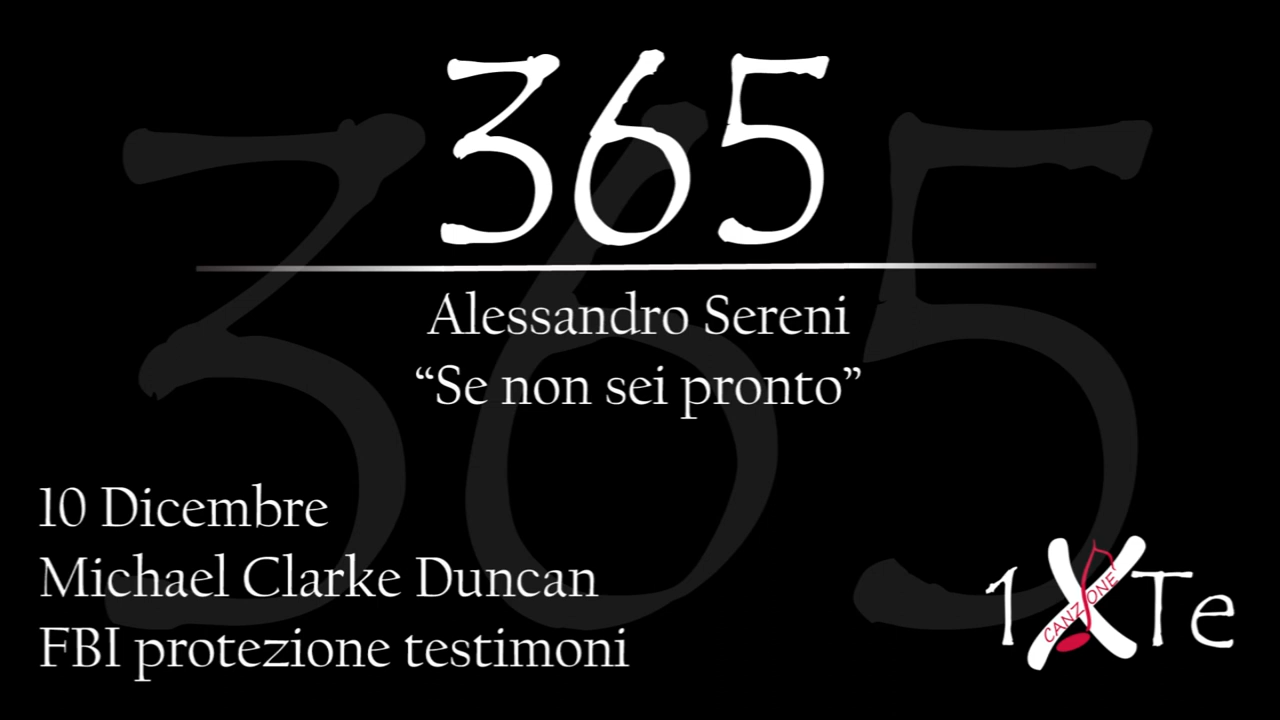 365
Alessandro Sereni
“Se non sei pronto”
10 Dicembre
Michael Clarke Duncan
FBI protezione testimoni
1XTe
CANZONE